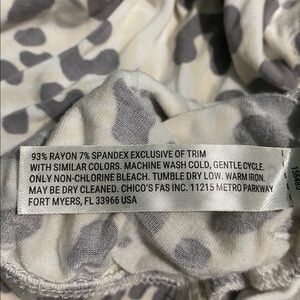 93% RAYON 7% SPANDEX EXCLUSIVE OF TRIM
WITH SIMILAR COLORS. MACHINE WASH COLD, GENTLE CYCLE.
ONLY NON-CHLORINE BLEACH. TUMBLE DRY LOW. WARM IRON.
MAY BE DRY CLEANED. CHICO'S FAS INC. 11215 METRO PARKWAY
FORT MYERS, FL 33966 USA